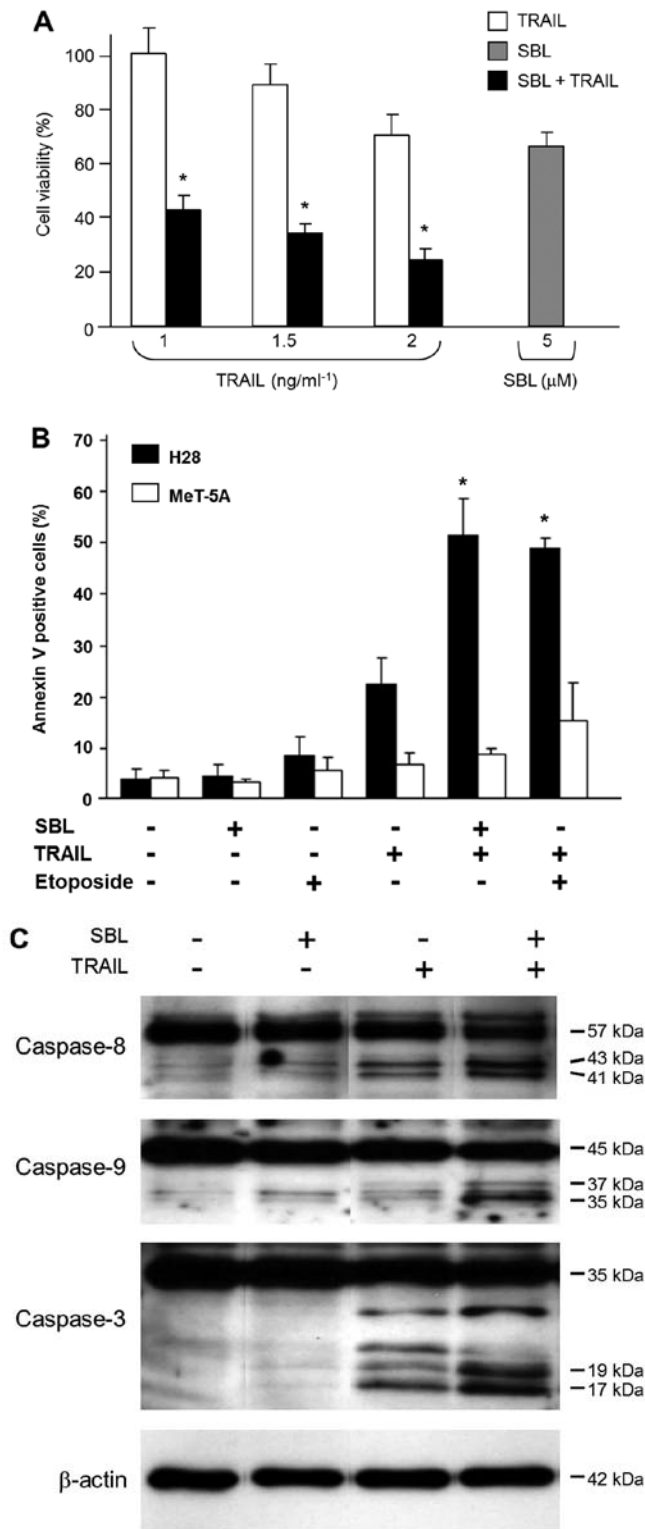 A
TRAIL
SBL
SBL + TRAIL
Cell viability (%)
100
80
60
40
20
0
*
*
*
1
1.5
2
5
TRAIL (ng/ml-1)
SBL (µM)
B
H28
MeT-5A
Annexin V positive cells (%)
70
60
50
40
30
20
10
0
*
*
SBL - + - - + -
TRAIL - - - + + +
Etoposide - - + - - +
C
SBL - + - +
TRAIL - - + +
Caspase-8
57 kDa
43 kDa
41 kDa
Caspase-9
45 kDa
37 kDa
35 kDa
Caspase-3
35 kDa
19 kDa
17 kDa
β-actin
42 kDa